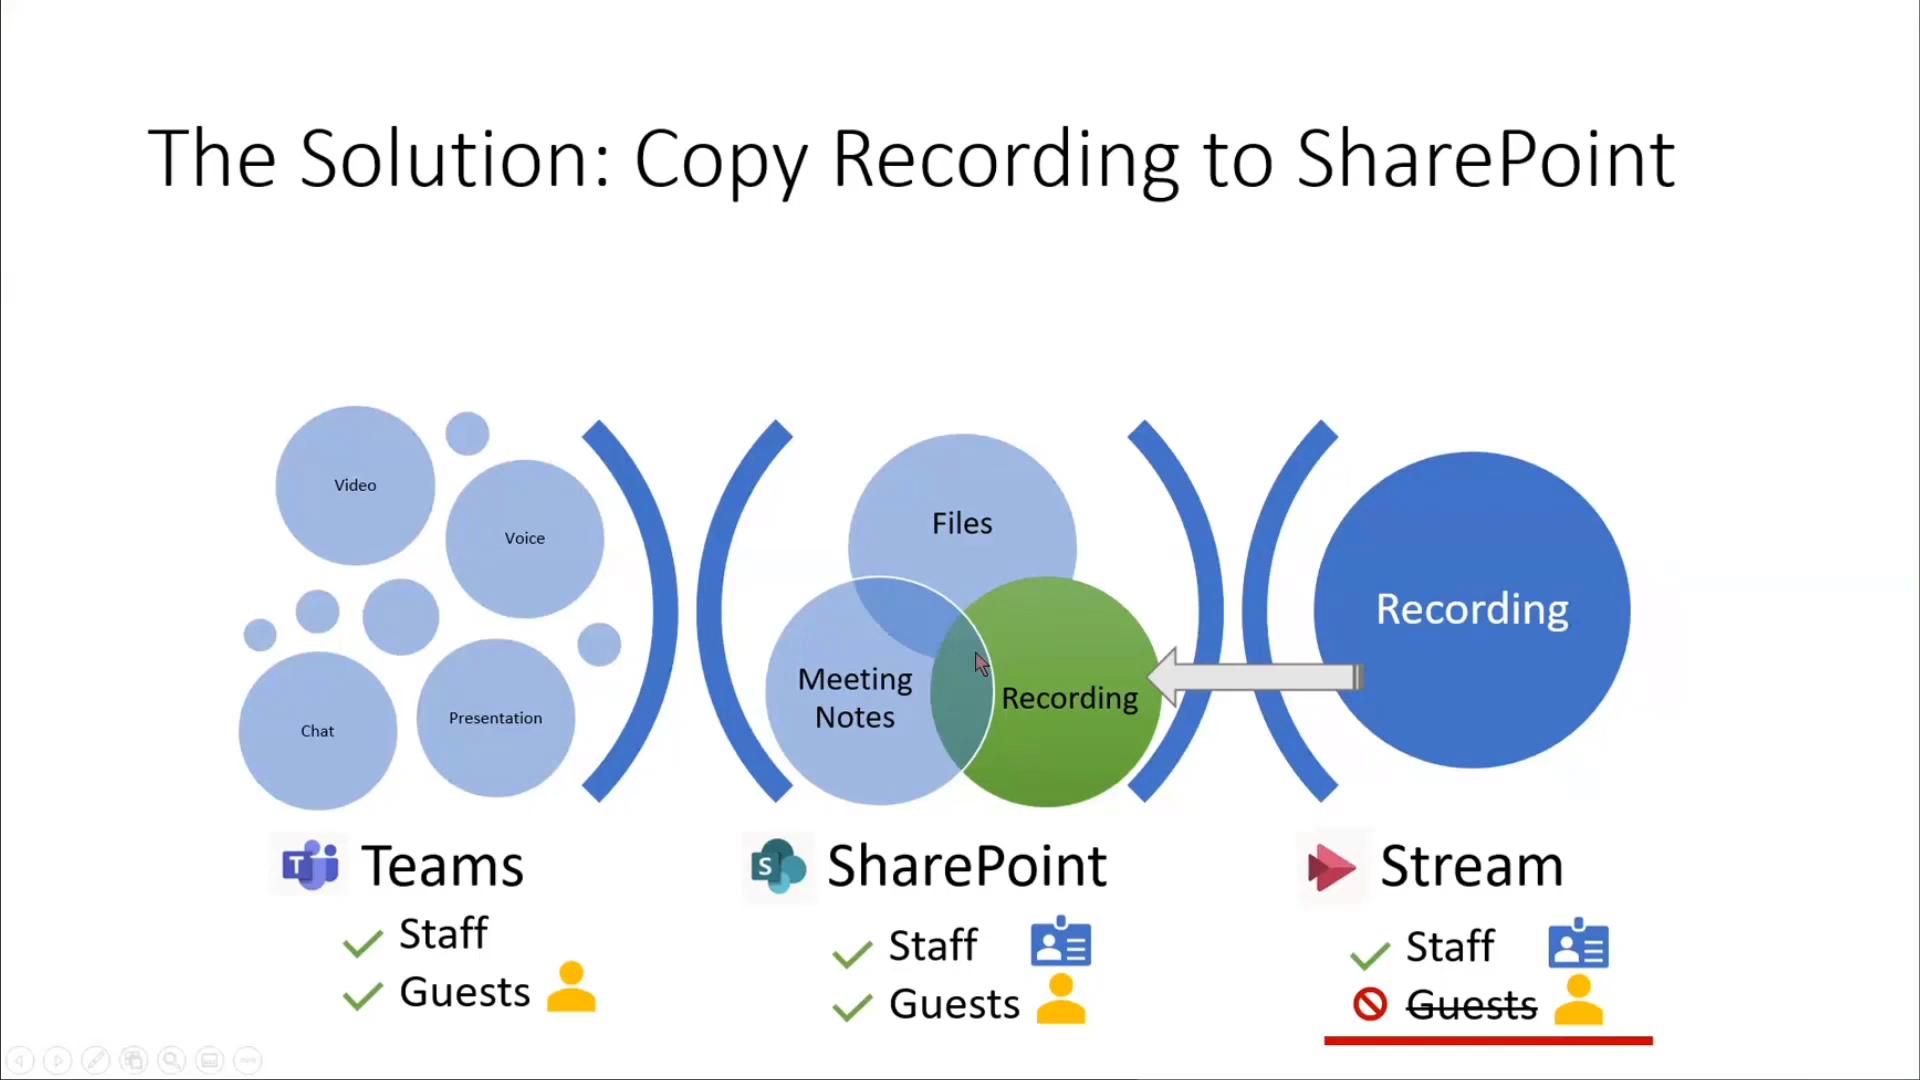 The Solution: Copy Recording to SharePoint
Video
Voice
Chat
Presentation
Files
Meeting
Notes
Recording
Recording
T Teams
Staff
Guests
S SharePoint
Staff
Guests
Stream
Staff
Guests